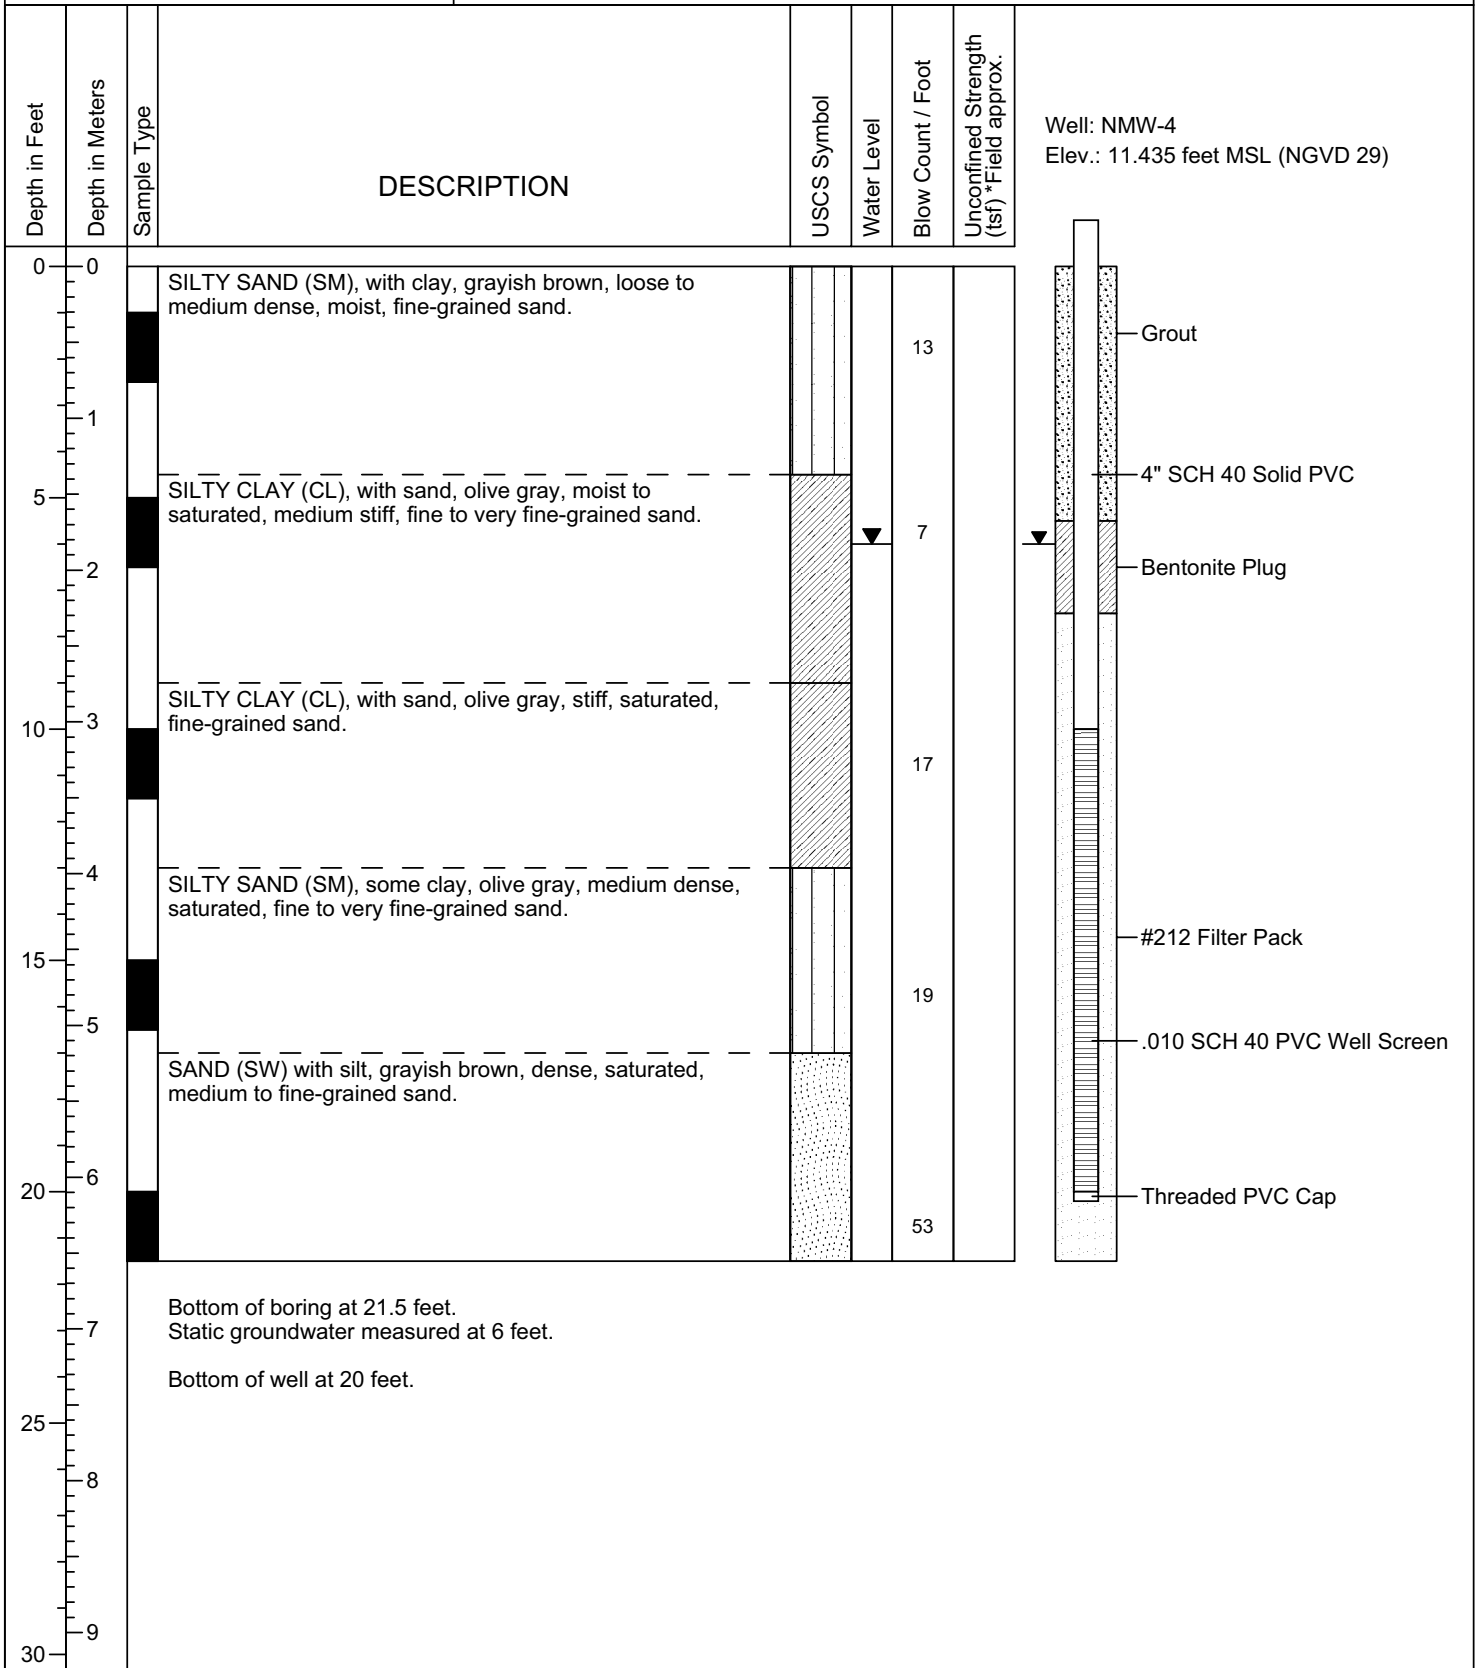 Depth in Feet
Depth in Meters
Sample Type
DESCRIPTION
USCS Symbol
Water Level
Blow Count / Foot
Unconfined Strength
(tsf) *Field approx.
Well: NMW-4
Elev.: 11.435 feet MSL (NGVD 29)
0
0
SILTY SAND (SM), with clay, grayish brown, loose to
medium dense, moist, fine-grained sand.
13
Grout
1
4" SCH 40 Solid PVC
5
SILTY CLAY (CL), with sand, olive gray, moist to
saturated, medium stiff, fine to very fine-grained sand.
7
2
Bentonite Plug
SILTY CLAY (CL), with sand, olive gray, stiff, saturated,
fine-grained sand.
10
3
17
4
SILTY SAND (SM), some clay, olive gray, medium dense,
saturated, fine to very fine-grained sand.
#212 Filter Pack
15
19
5
.010 SCH 40 PVC Well Screen
SAND (SW) with silt, grayish brown, dense, saturated,
medium to fine-grained sand.
6
20
Threaded PVC Cap
53
Bottom of boring at 21.5 feet.
7
Static groundwater measured at 6 feet.
Bottom of well at 20 feet.
25
8
9
30